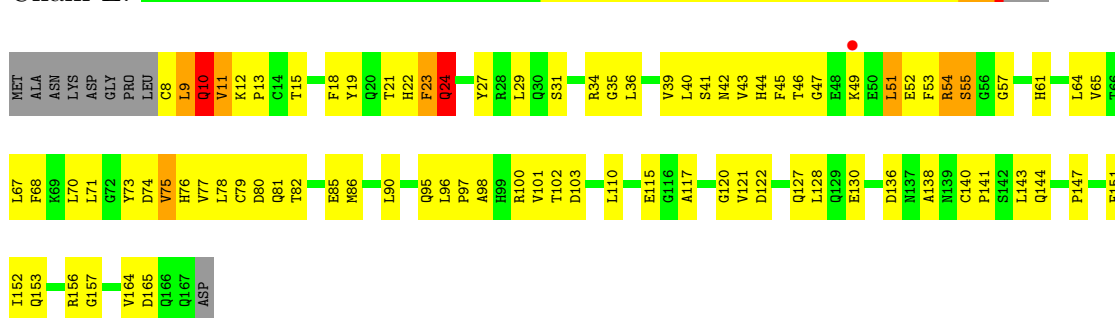 MET ALA ASN LYS ASP GLY PRO LEU C8 L9 Q10 V11 K12 P13 C14 T15 F18 Y19 Q20 T21 H22 F23 Q24 Y27 R28 L29 Q30 S31 R34 G35 L36 V39 L40 S41 N42 V43 H44 F45 T46 G47 E48 K49 E50 L51 E52 F53 R54 S55 G56 G57 H61 L64 V65 T66
L67 F68 K69 L70 L71 G72 Y73 D74 V75 H76 V77 L78 C79 D80 Q81 T82 E85 M86 L90 Q95 L96 P97 A98 H99 R100 V101 T102 D103 L110 E115 G116 A117 G120 V121 D122 Q127 L128 Q129 E130 D136 N137 A138 N139 C140 P141 S142 L143 Q144 P147
I152 Q153 R156 G157 V164 D165 Q166 Q167 ASP